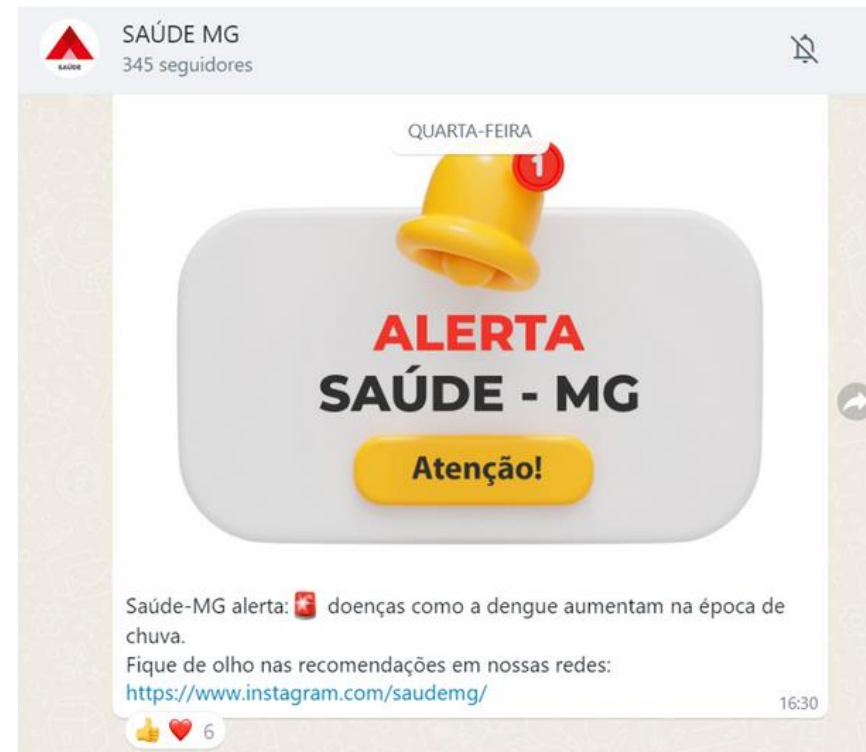 SAÚDE MG
345 seguidores
SAÚDE
QUARTA-FEIRA
1
ALERTA
SAÚDE - MG
Atenção!
Saúde-MG alerta:🚨 doenças como a dengue aumentam na época de
chuva.
Fique de olho nas recomendações em nossas redes:
https://www.instagram.com/saudemg/
16:30
👍❤️ 6